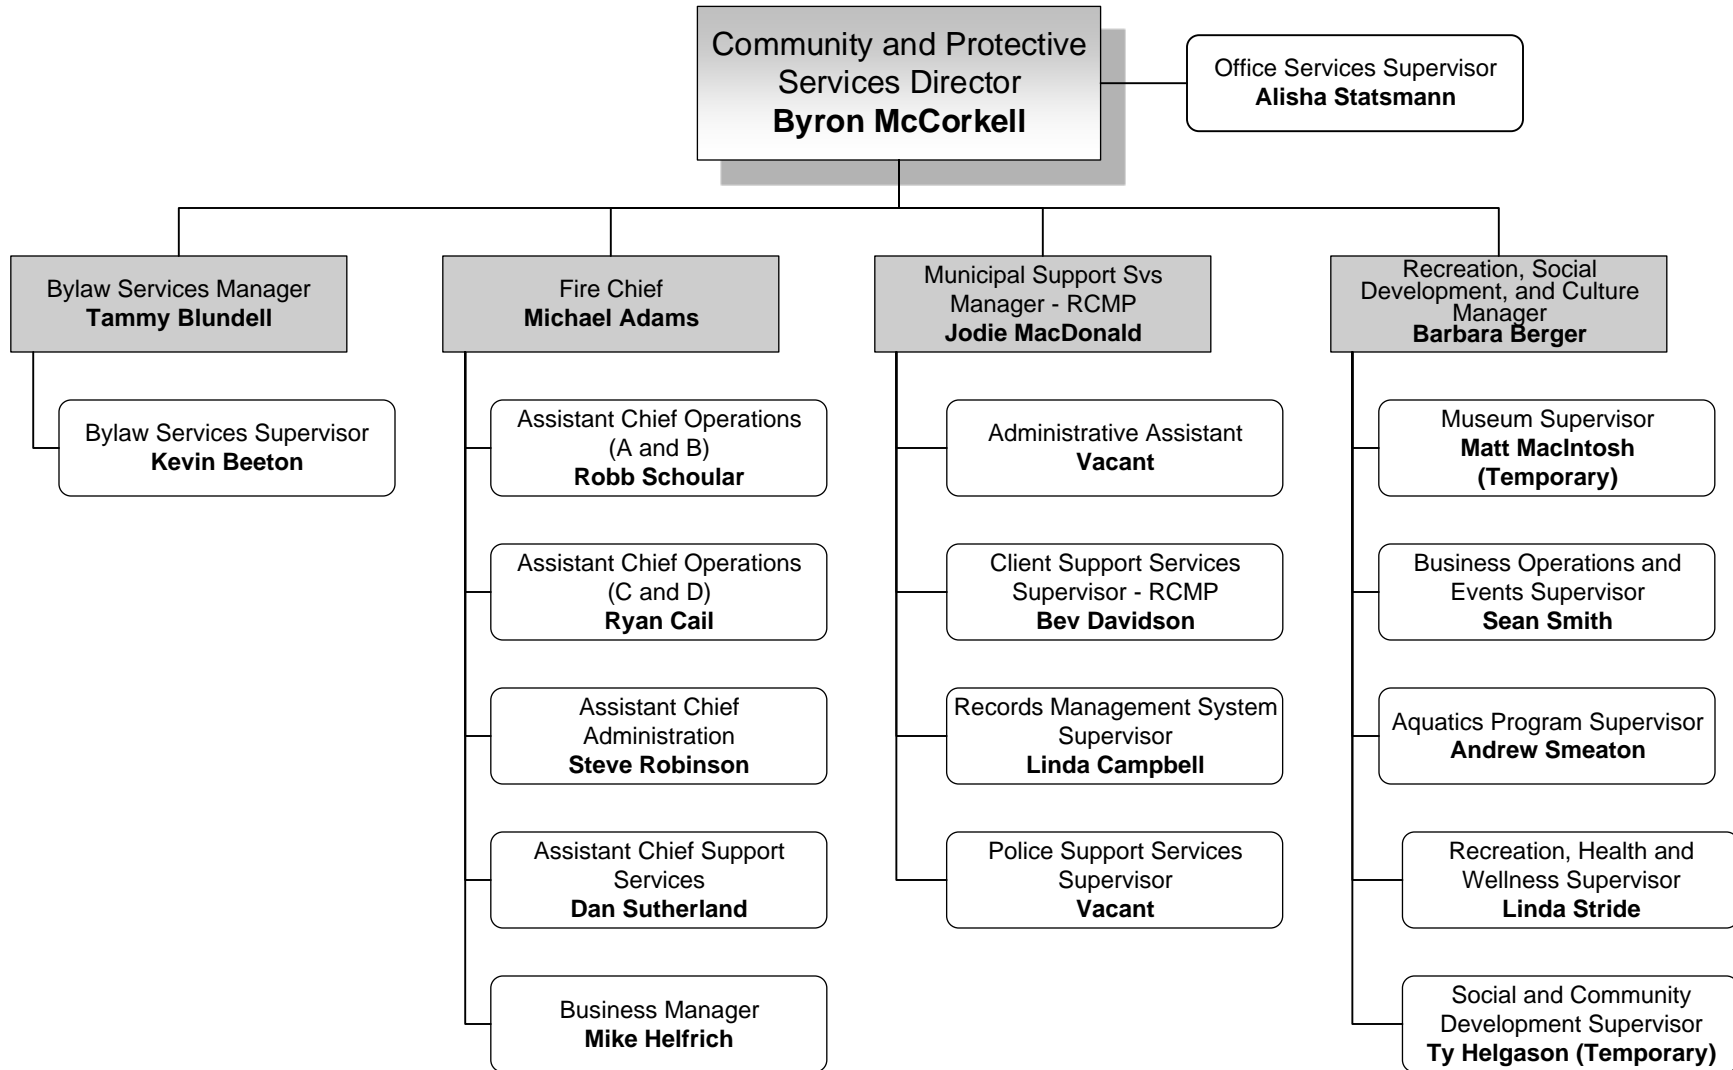 Community and Protective
Services Director
Byron McCorkell
Office Services Supervisor
Alisha Statsmann
Bylaw Services Manager
Tammy Blundell
Bylaw Services Supervisor
Kevin Beeton
Fire Chief
Michael Adams
Assistant Chief Operations
(A and B)
Robb Schoular
Assistant Chief Operations
(C and D)
Ryan Cail
Assistant Chief
Administration
Steve Robinson
Assistant Chief Support
Services
Dan Sutherland
Business Manager
Mike Helfrich
Municipal Support Svs
Manager - RCMP
Jodie MacDonald
Administrative Assistant
Vacant
Client Support Services
Supervisor - RCMP
Bev Davidson
Records Management System
Supervisor
Linda Campbell
Police Support Services
Supervisor
Vacant
Recreation, Social
Development, and Culture
Manager
Barbara Berger
Museum Supervisor
Matt MacIntosh
(Temporary)
Business Operations and
Events Supervisor
Sean Smith
Aquatics Program Supervisor
Andrew Smeaton
Recreation, Health and
Wellness Supervisor
Linda Stride
Social and Community
Development Supervisor
Ty Helgason (Temporary)